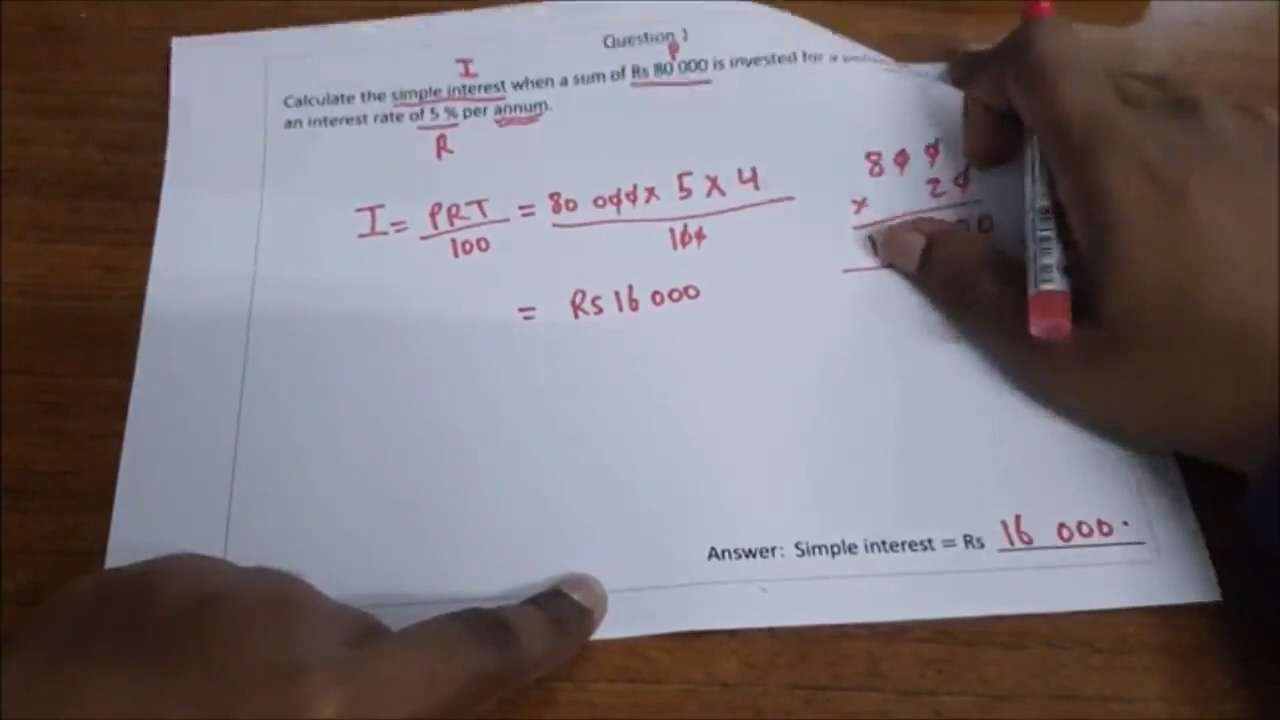 Question 1
I
P
Calculate the simple interest when a sum of Rs 80 000 is invested for a
an interest rate of 5 % per annum.
R
I = PRT / 100 = 80 000 x 5 x 4 / 100
= Rs 16 000
800
x 20
Answer: Simple interest = Rs 16 000.